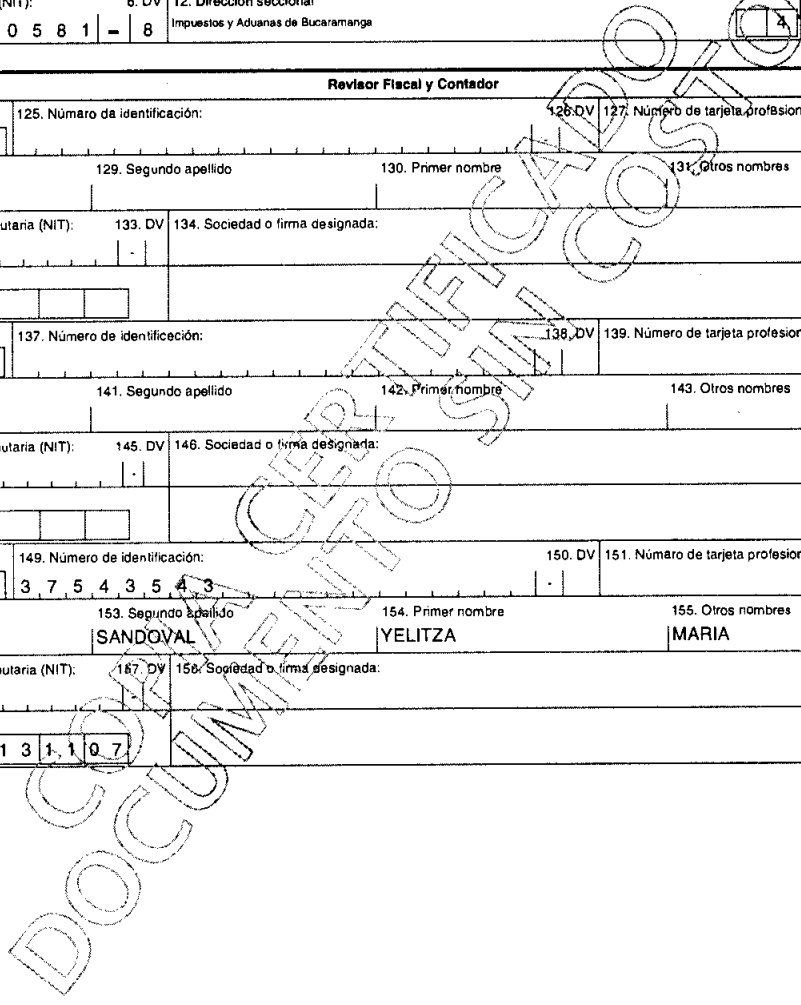 (NIT): 6. DV 12. Dirección seccional
0 5 8 1 - 8 Impuestos y Aduanas de Bucaramanga 4
Revisor Fiscal y Contador
125. Númaro da identificación: 126.DV 127. Número de tarjeta profesion
129. Segundo apellido 130. Primer nombre 131. Otros nombres
utaria (NIT): 133. DV 134. Sociedad o firma designada:
137. Número de identificeción: 138. DV 139. Número de tarjeta profesion
141. Segundo apellido 142. Primer nombre 143. Otros nombres
utaria (NIT): 145. DV 146. Sociedad o firma designada:
149. Número de identificación: 150. DV 151. Númaro de tarjeta profesion
3 7 5 4 3 5 4 3
153. Segundo apellido 154. Primer nombre 155. Otros nombres
SANDOVAL YELITZA MARIA
utaria (NIT): 157. DV 158. Sociedad o firma designada:
1 3 1 1 0 7
COPIA CERTIFICADO
DOCUMENTO SIN COSTO